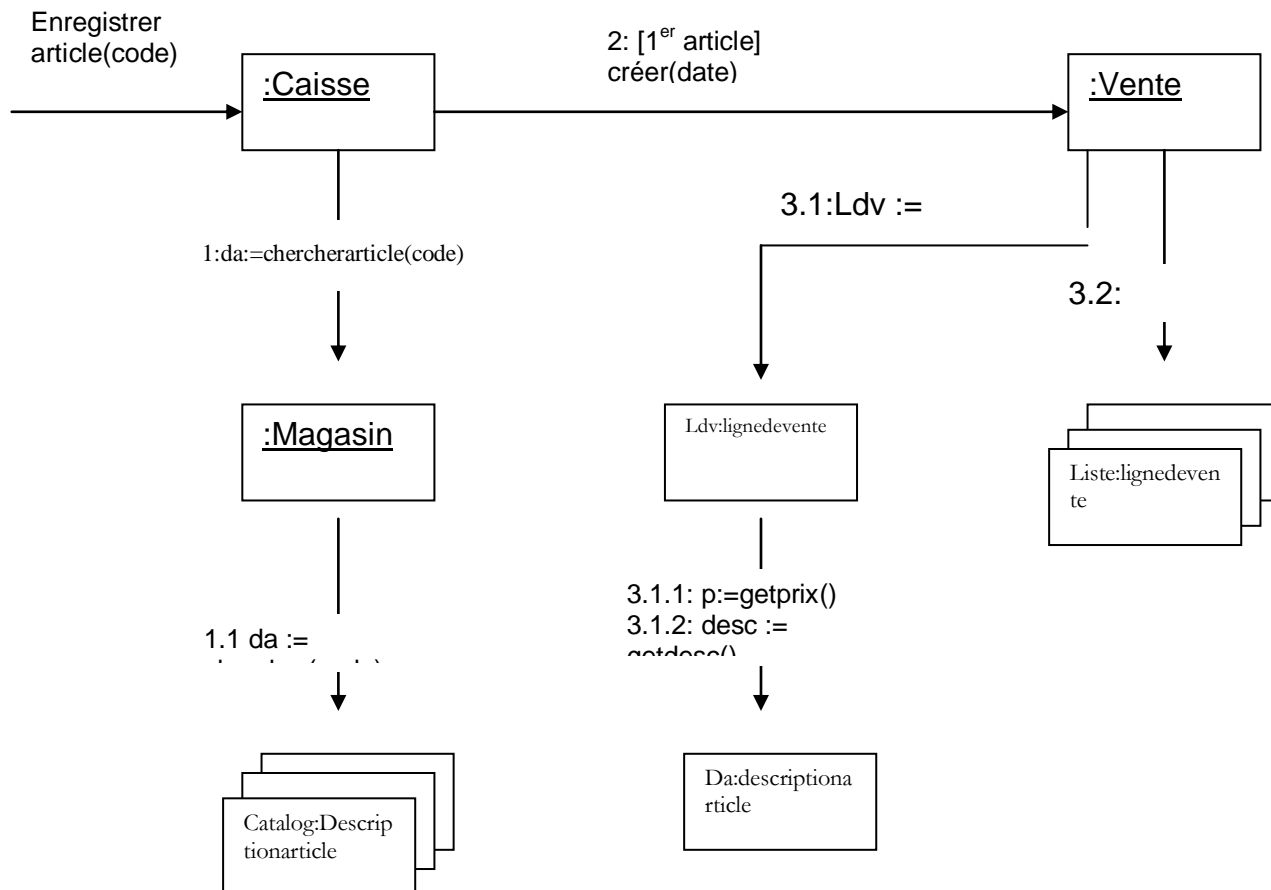 Enregistrer
article(code)
2: [1er article]
créer(date)
:Caisse
:Vente
3.1:Ldv :=
1:da:=chercherarticle(code)
3.2:
:Magasin
Ldv:lignedevente
Liste:lignedeven
te
3.1.1: p:=getprix()
3.1.2: desc :=
getdesc()
1.1 da :=
Da:descriptiona
rticle
Catalog:Descrip
tionarticle